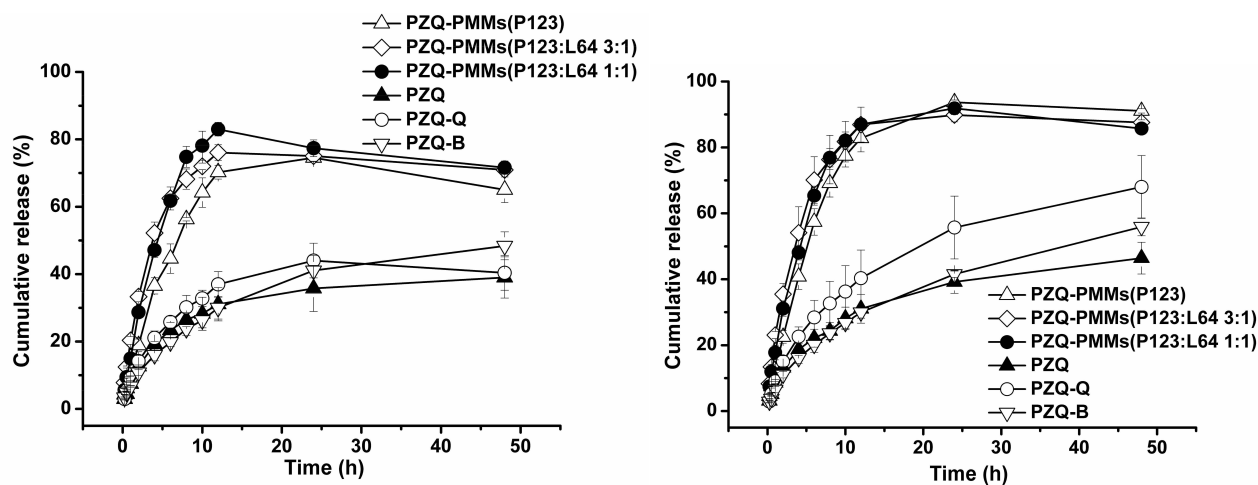 PZQ-PMMs(P123)
PZQ-PMMs(P123:L64 3:1)
PZQ-PMMs(P123:L64 1:1)
PZQ
PZQ-Q
PZQ-B
100
80
60
40
20
0
Cumulative release (%)
0 10 20 30 40 50
Time (h)
100
80
60
40
20
0
Cumulative release (%)
PZQ-PMMs(P123)
PZQ-PMMs(P123:L64 3:1)
PZQ-PMMs(P123:L64 1:1)
PZQ
PZQ-Q
PZQ-B
0 10 20 30 40 50
Time (h)